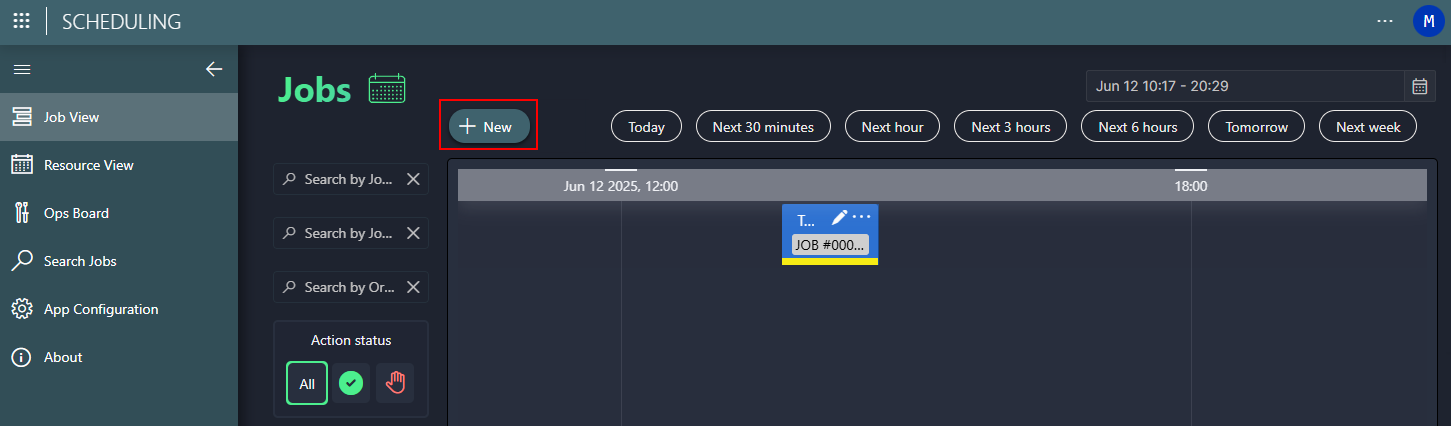 SCHEDULING
...
M
Job View
Resource View
Ops Board
Search Jobs
App Configuration
About
Jobs
Jun 12 10:17 - 20:29
+ New
Today
Next 30 minutes
Next hour
Next 3 hours
Next 6 hours
Tomorrow
Next week
Search by Jo...
Search by Jo...
Search by Or...
Action status
All
Jun 12 2025, 12:00
18:00
T...
JOB #000...